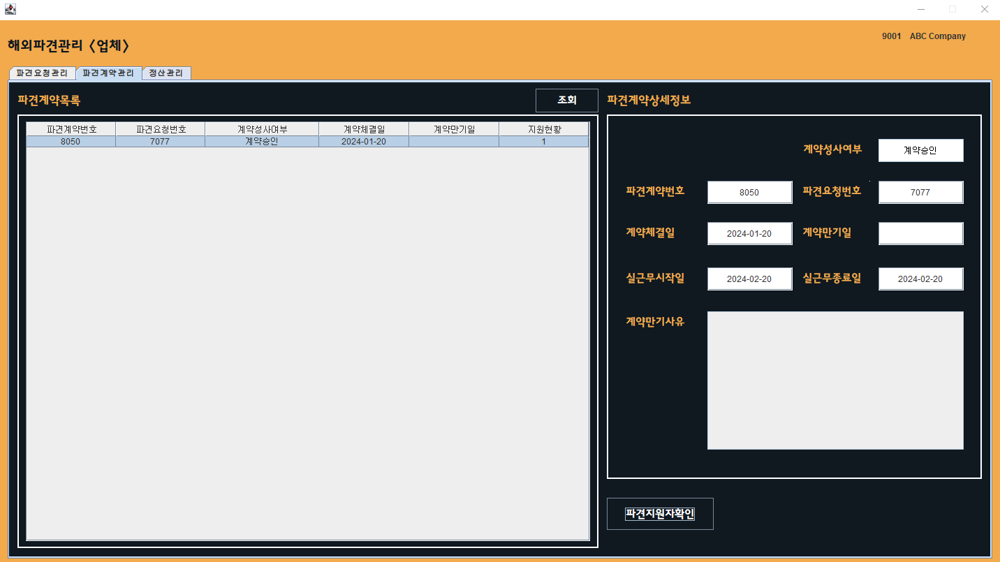 9001 ABC Company
해외파견관리〈업체〉
파견요청관리 파견계약관리 정산관리
파견계약목록 조회
파견계약번호 파견요청번호 계약성사여부 계약체결일 계약만기일 지원현황
8050 7077 계약승인 2024-01-20 1
파견계약상세정보
계약성사여부 계약승인
파견계약번호 8050 파견요청번호 7077
계약체결일 2024-01-20 계약만기일
실근무시작일 2024-02-20 실근무종료일 2024-02-20
계약만기사유
파견지원자확인